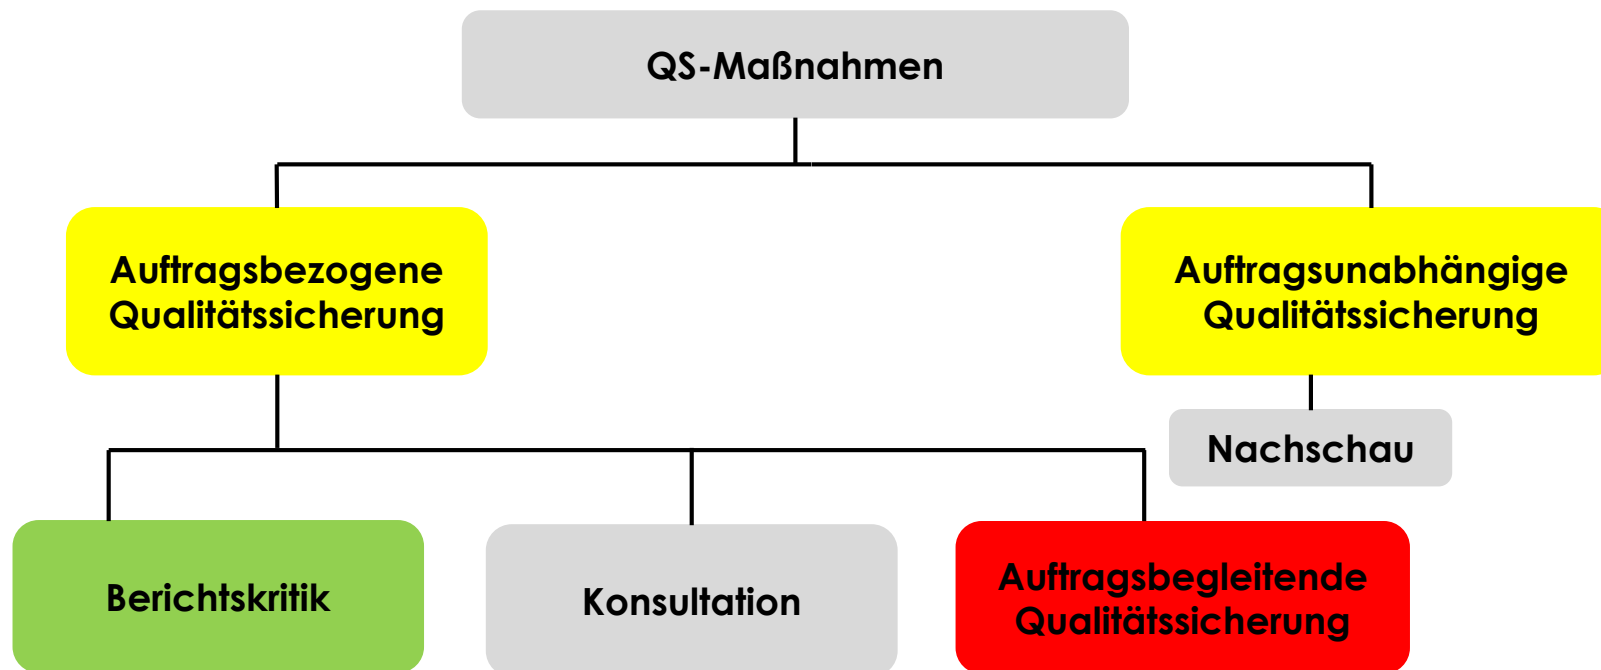 QS-Maßnahmen
Auftragsbezogene
Qualitätssicherung
Auftragsunabhängige
Qualitätssicherung
Nachschau
Berichtskritik
Konsultation
Auftragsbegleitende
Qualitätssicherung